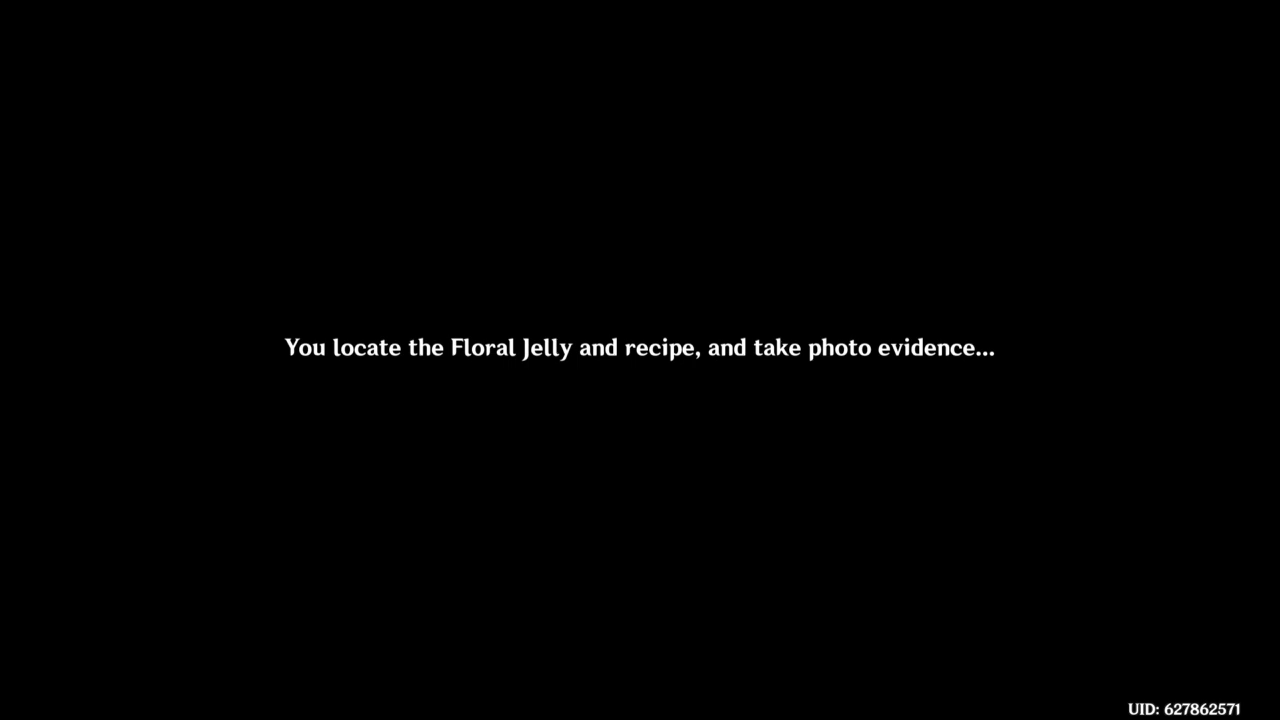 You locate the Floral Jelly and recipe, and take photo evidence...
UID: 627862571